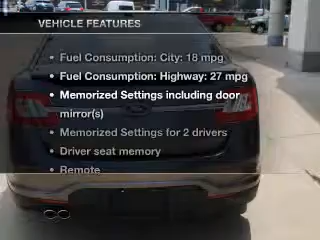 VEHICLE FEATURES
• Fuel Consumption: City: 18 mpg
• Fuel Consumption: Highway: 27 mpg
• Memorized Settings including door
mirror(s)
• Memorized Settings for 2 drivers
• Driver seat memory
• Remote